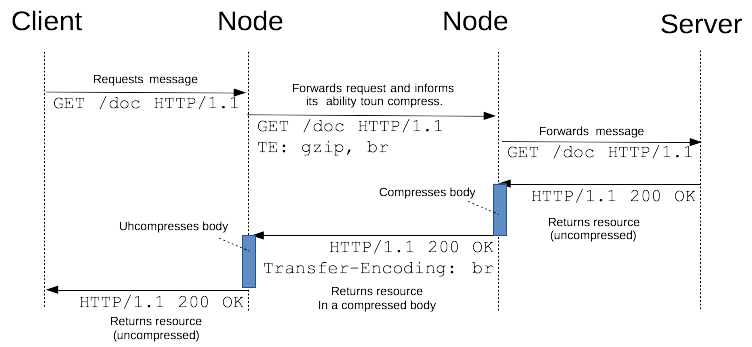 Client
Node
Node
Server
Requests message
GET /doc HTTP/1.1
Forwards request and informs
its ability toun compress.
GET /doc HTTP/1.1
TE: gzip, br
Forwards message
GET /doc HTTP/1.1
HTTP/1.1 200 OK
Returns resource
(uncompressed)
Compresses body
HTTP/1.1 200 OK
Transfer-Encoding: br
Returns resource
In a compressed body
Uhcompresses body
HTTP/1.1 200 OK
Returns resource
(uncompressed)